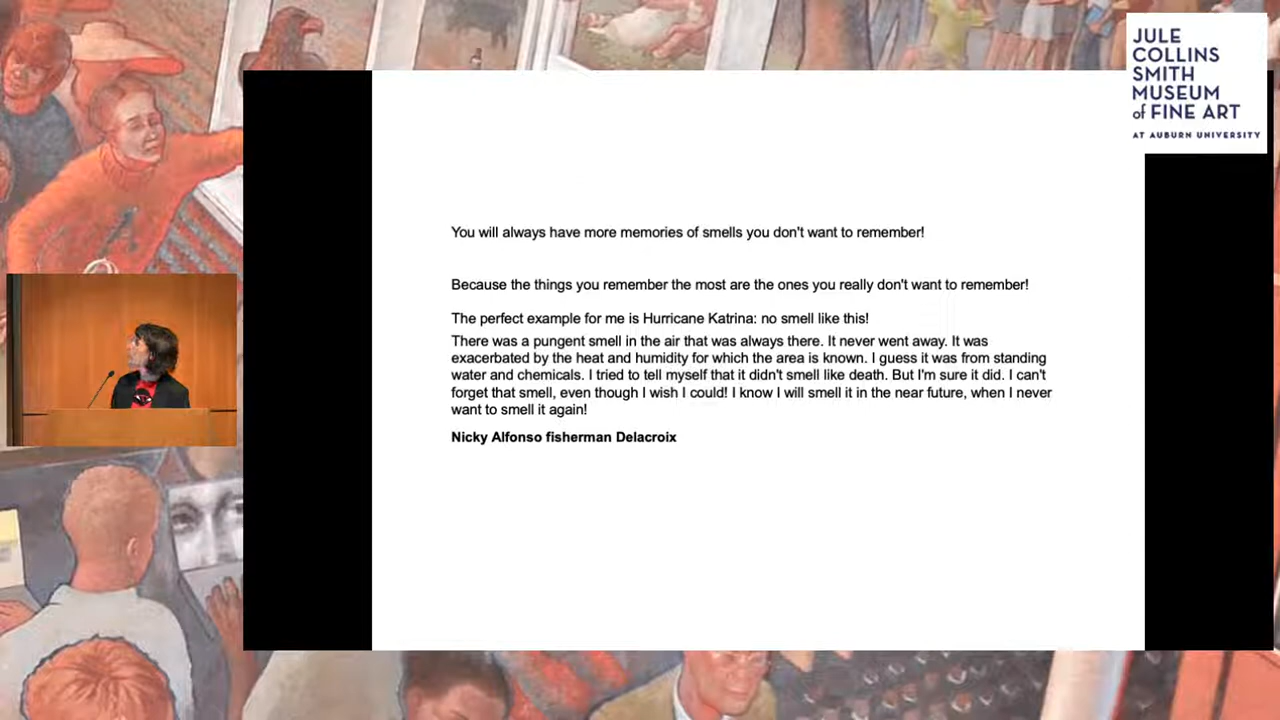 JULE
COLLINS
SMITH
MUSEUM
of FINE ART
AT AUBURN UNIVERSITY
You will always have more memories of smells you don't want to remember!
Because the things you remember the most are the ones you really don't want to remember!
The perfect example for me is Hurricane Katrina: no smell like this!
There was a pungent smell in the air that was always there. It never went away. It was
exacerbated by the heat and humidity for which the area is known. I guess it was from standing
water and chemicals. I tried to tell myself that it didn't smell like death. But I'm sure it did. I can't
forget that smell, even though I wish I could! I know I will smell it in the near future, when I never
want to smell it again!
Nicky Alfonso fisherman Delacroix